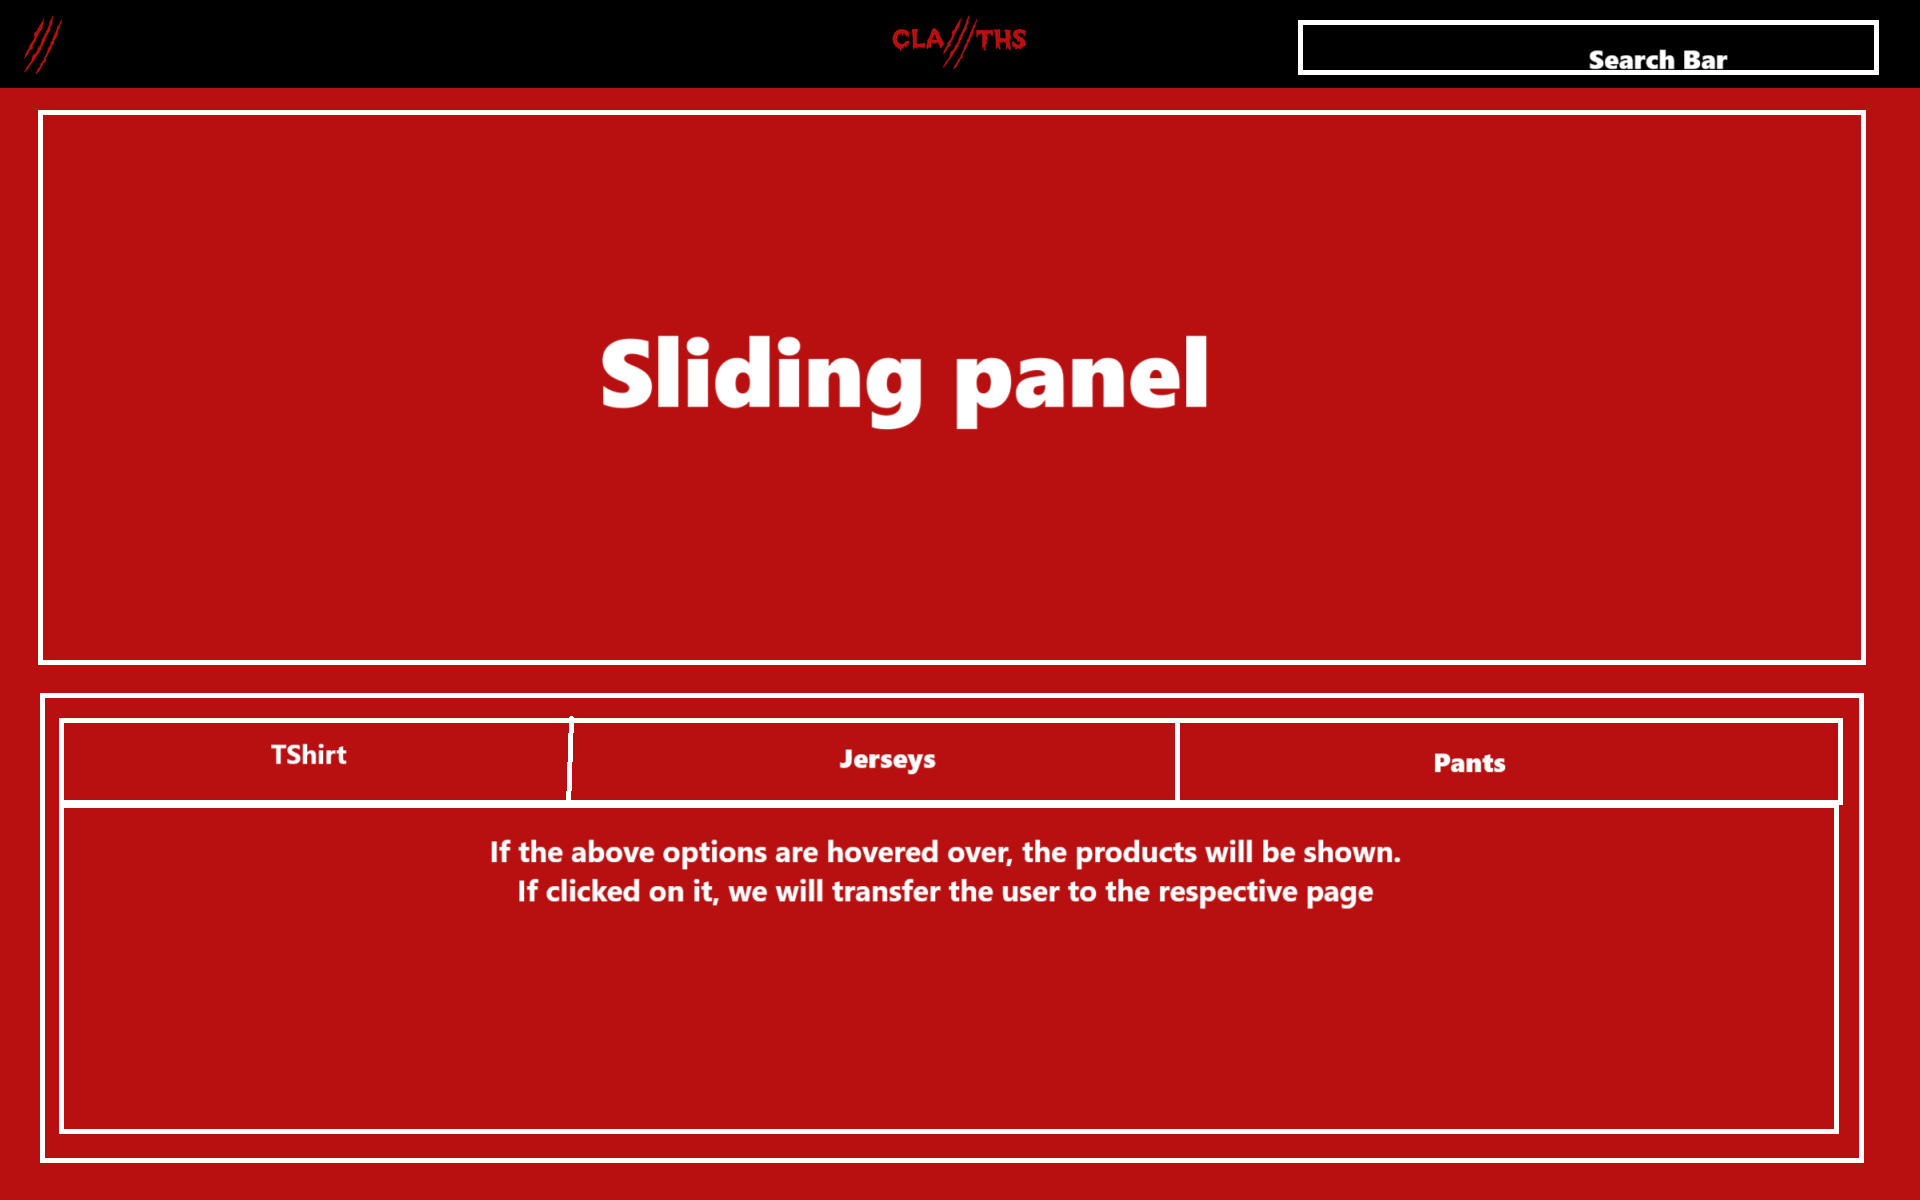 CLA//THS
Search Bar
Sliding panel
TShirt
Jerseys
Pants
If the above options are hovered over, the products will be shown.
If clicked on it, we will transfer the user to the respective page